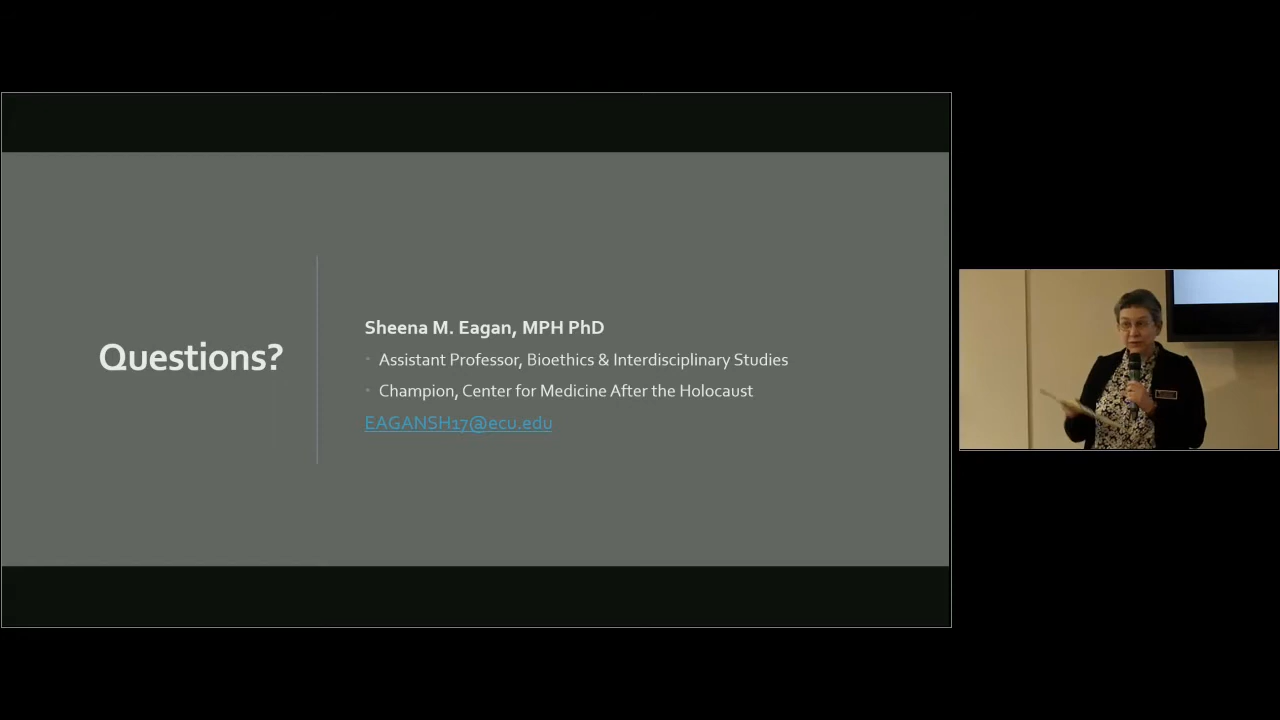 Questions?
Sheena M. Eagan, MPH PhD
Assistant Professor, Bioethics & Interdisciplinary Studies
Champion, Center for Medicine After the Holocaust
EAGANSH17@ecu.edu